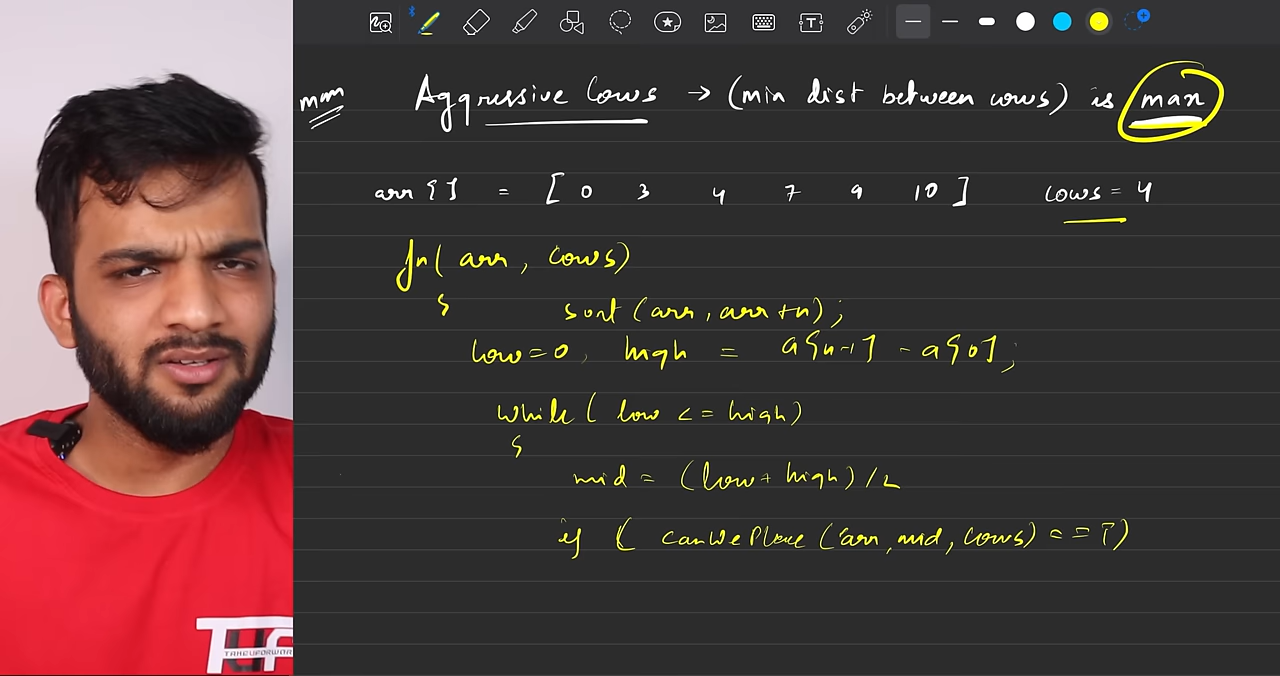 mom
Aggressive Cows → (min dist between cows) is max
arr [ ] = [ 0 3 4 7 9 10 ] cows = 4
fn( arr , cows)
{
sort (arr, arr+n);
low=0, high = a[n-1] - a[0];
while( low <= high)
{
mid = (low + high) / 2
if ( canWePlace (arr, mid, cows) == T)
TUF
TAKEUFORWARD